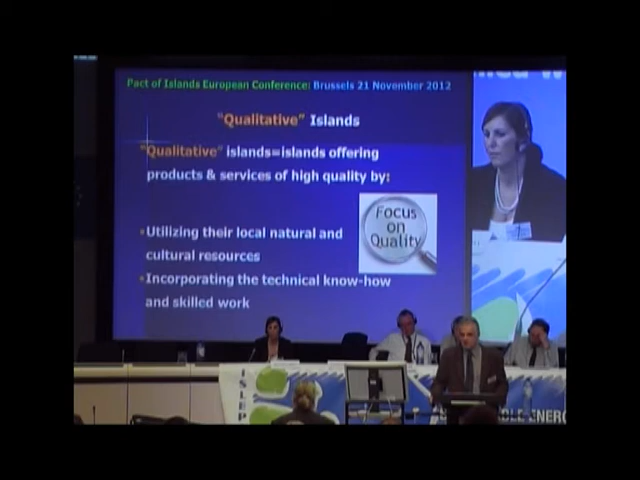 Pact of Islands European Conference: Brussels 21 November 2012
"Qualitative" Islands
"Qualitative" islands=islands offering
products & services of high quality by:
Focus
on
Quality
Utilizing their local natural and
cultural resources
Incorporating the technical know-how
and skilled work
ISLEP
ENERG